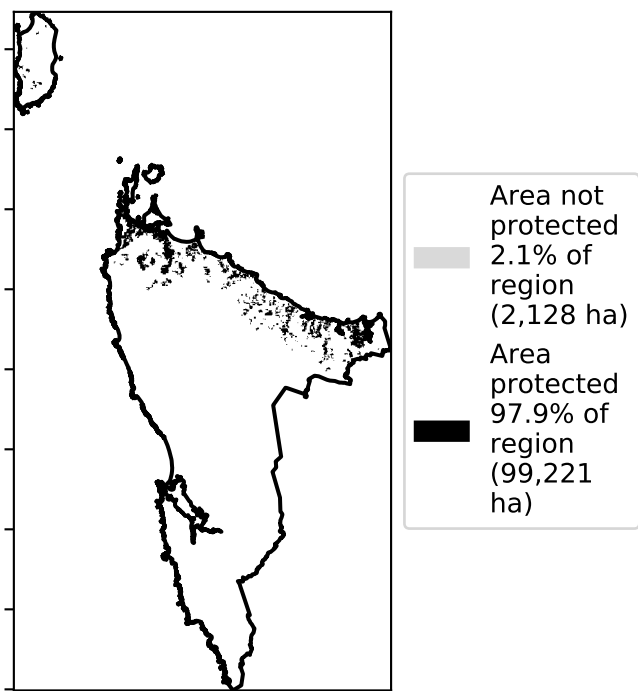 Area not
protected
2.1% of
region
(2,128 ha)
Area
protected
97.9% of
region
(99,221
ha)